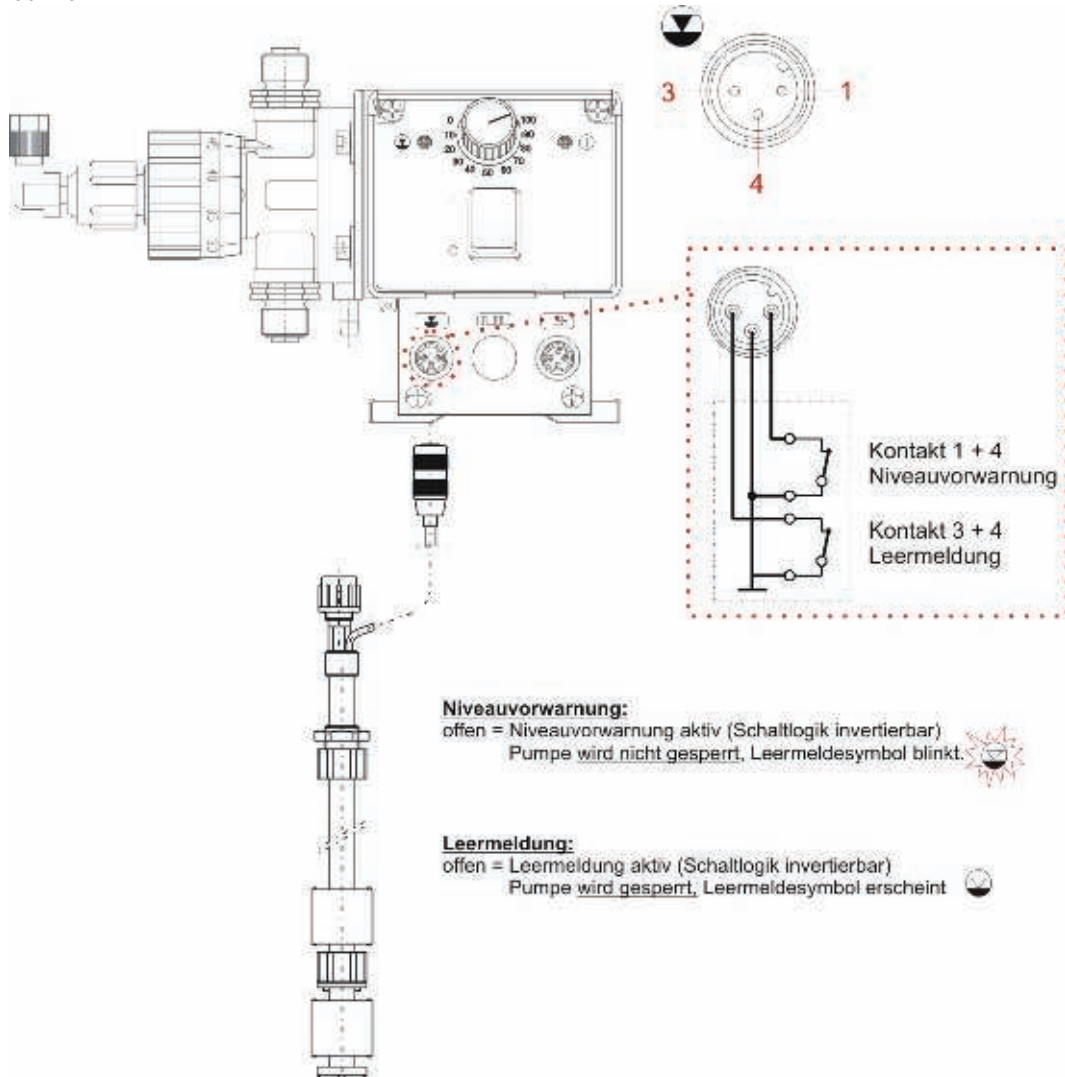 3
1
4
0
10
20
30
40
50
60
70
80
90
100
Kontakt 1 + 4
Niveauvorwarnung
Kontakt 3 + 4
Leermeldung
Niveauvorwarnung:
offen = Niveauvorwarnung aktiv (Schaltlogik invertierbar)
Pumpe wird nicht gesperrt, Leermeldesymbol blinkt.
Leermeldung:
offen = Leermeldung aktiv (Schaltlogik invertierbar)
Pumpe wird gesperrt, Leermeldesymbol erscheint